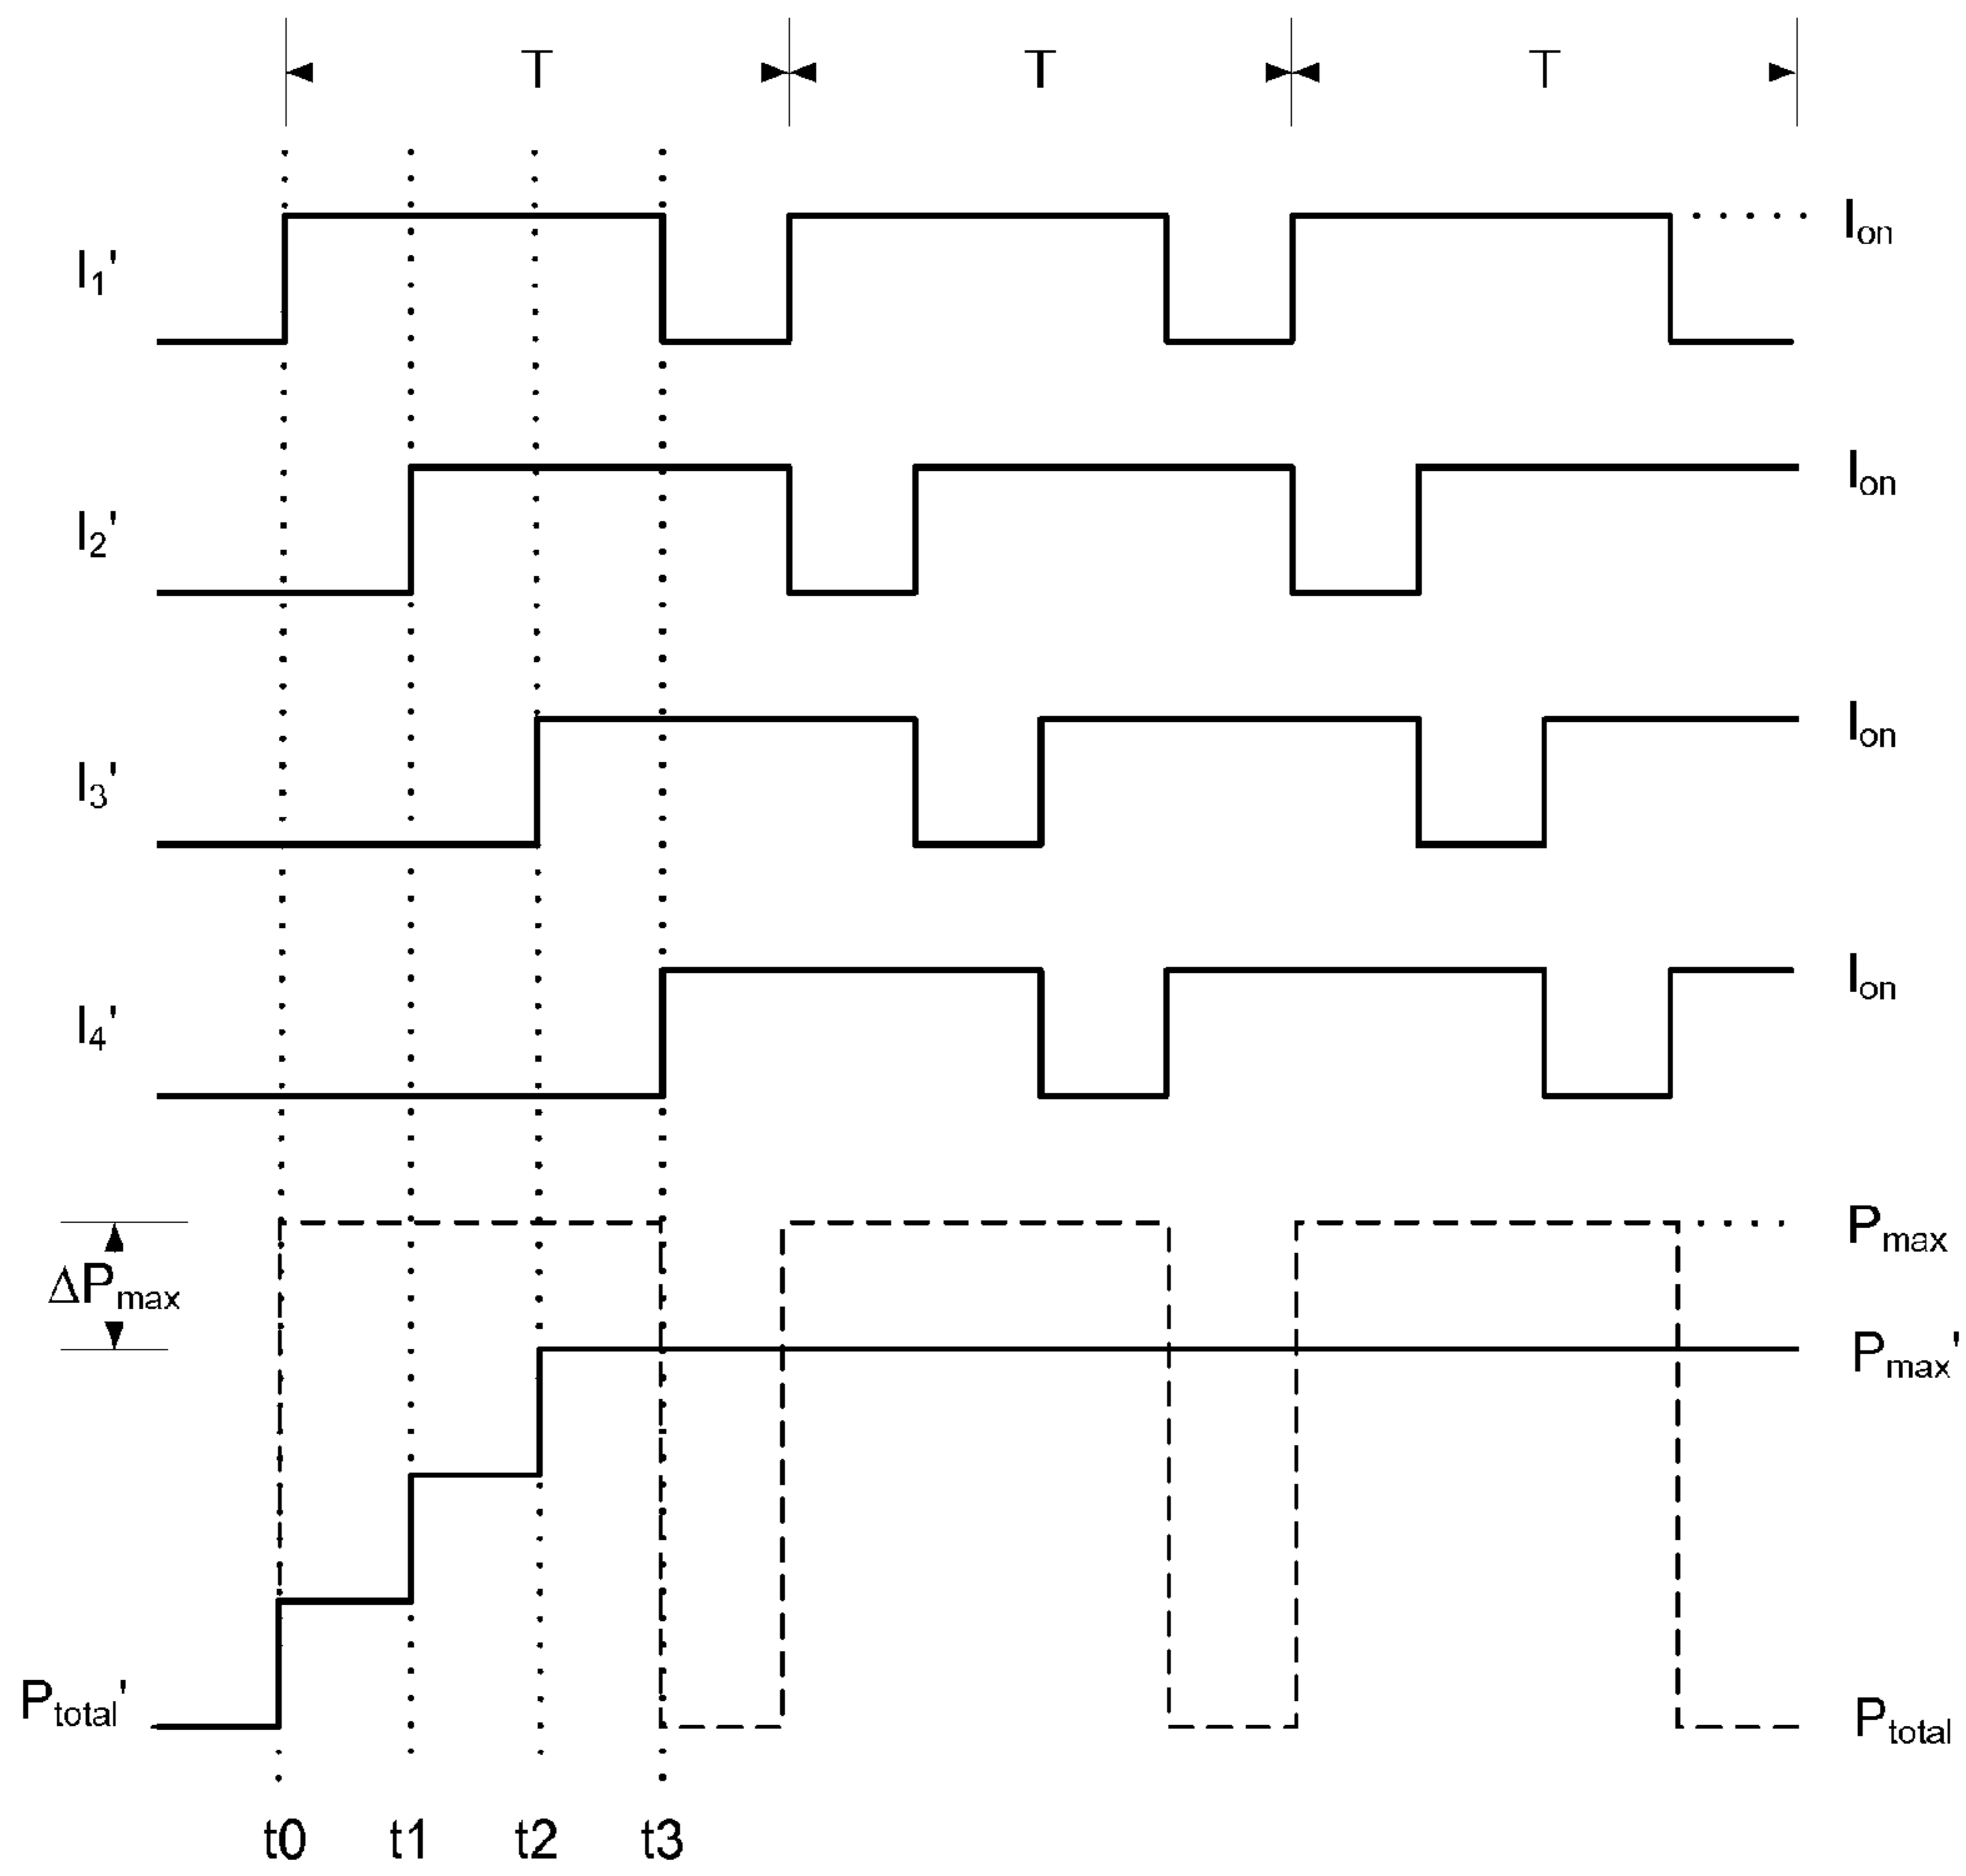 T T T
I1' Ion
I2' Ion
I3' Ion
I4' Ion
Pmax
ΔPmax
Pmax'
Ptotal' Ptotal
t0 t1 t2 t3